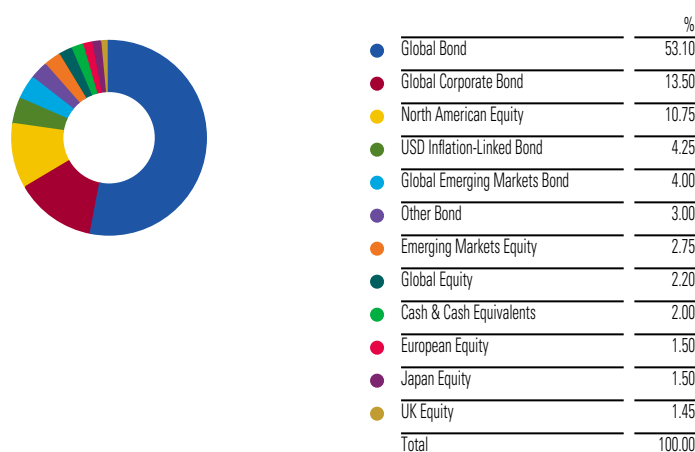 %
Global Bond 53.10
Global Corporate Bond 13.50
North American Equity 10.75
USD Inflation-Linked Bond 4.25
Global Emerging Markets Bond 4.00
Other Bond 3.00
Emerging Markets Equity 2.75
Global Equity 2.20
Cash & Cash Equivalents 2.00
European Equity 1.50
Japan Equity 1.50
UK Equity 1.45
Total 100.00